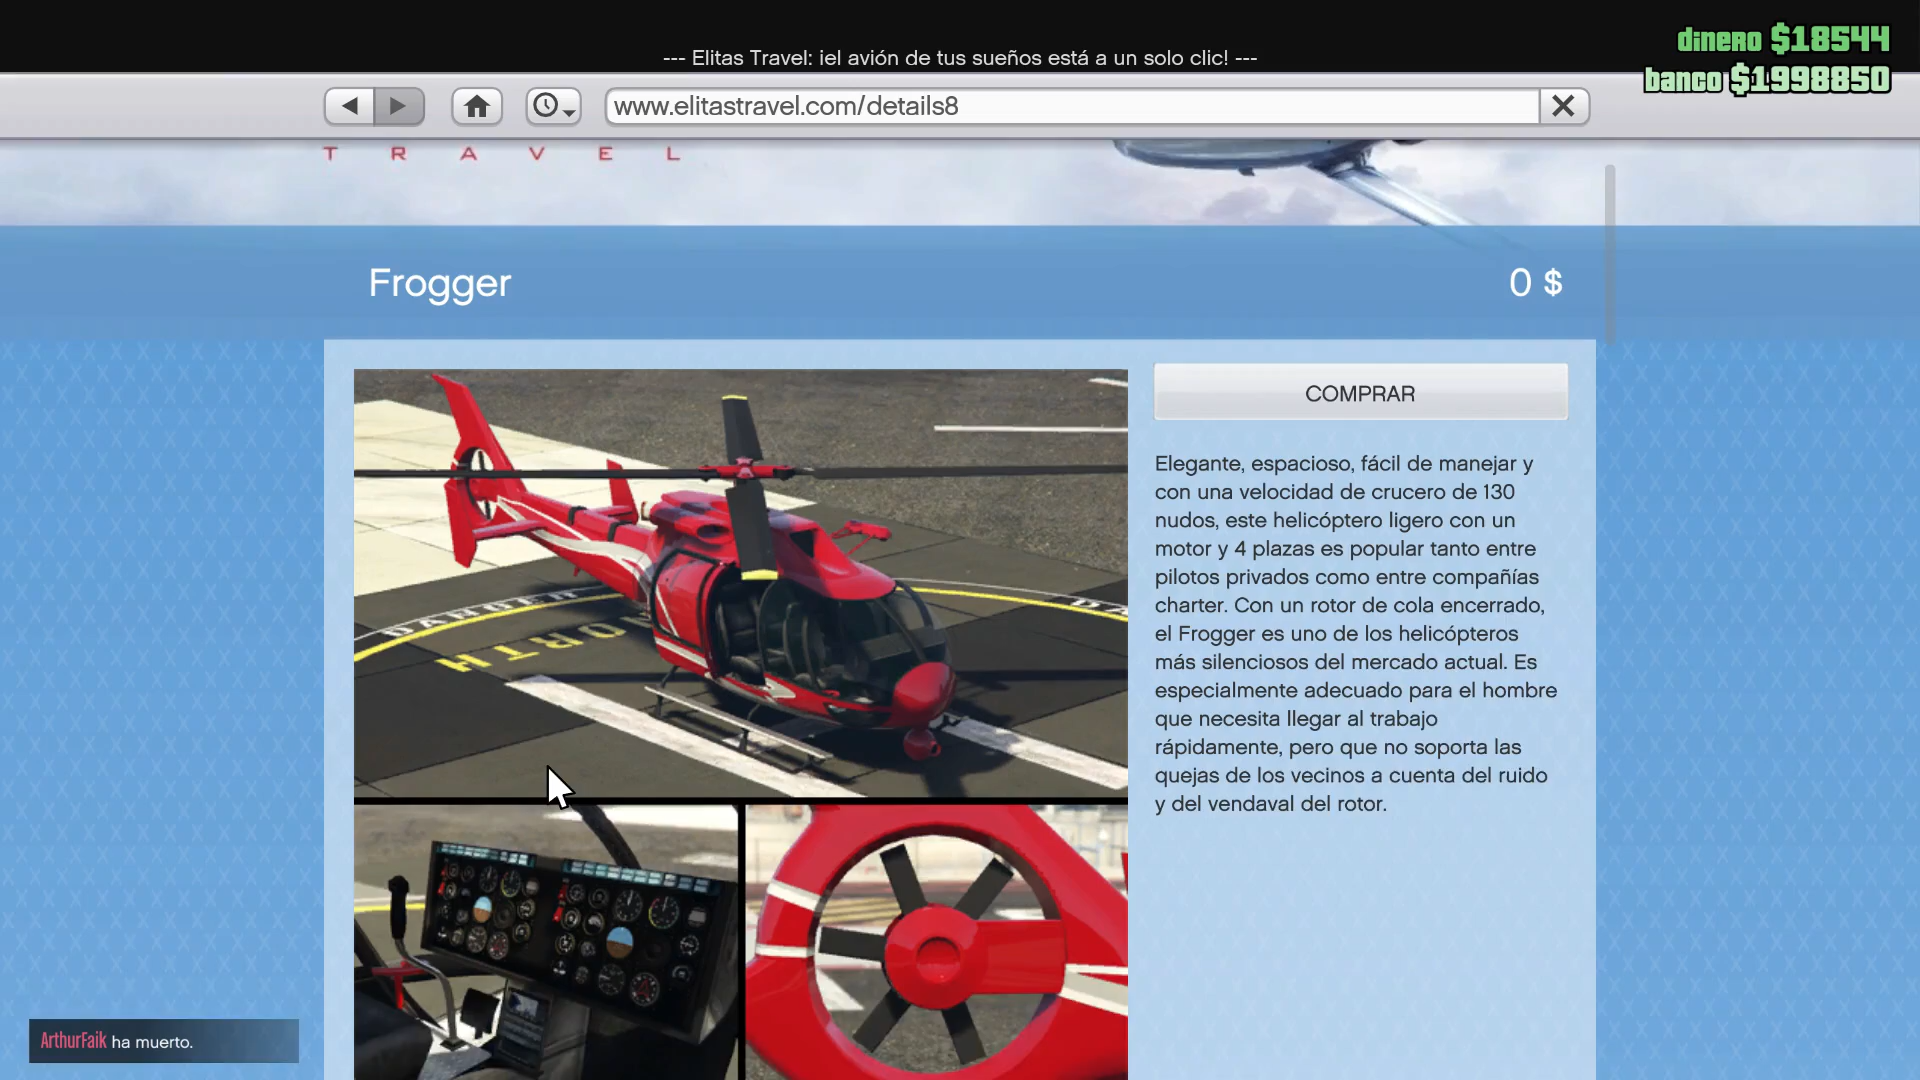 --- Elitas Travel: ¡el avión de tus sueños está a un solo clic! ---
dinero $18544
banco $1998850
www.elitastravel.com/details8
T R A V E L
Frogger
0 $
COMPRAR
Elegante, espacioso, fácil de manejar y
con una velocidad de crucero de 130
nudos, este helicóptero ligero con un
motor y 4 plazas es popular tanto entre
pilotos privados como entre compañías
charter. Con un rotor de cola encerrado,
el Frogger es uno de los helicópteros
más silenciosos del mercado actual. Es
especialmente adecuado para el hombre
que necesita llegar al trabajo
rápidamente, pero que no soporta las
quejas de los vecinos a cuenta del ruido
y del vendaval del rotor.
DANGER
NORTH
DA
ArthurFaik ha muerto.